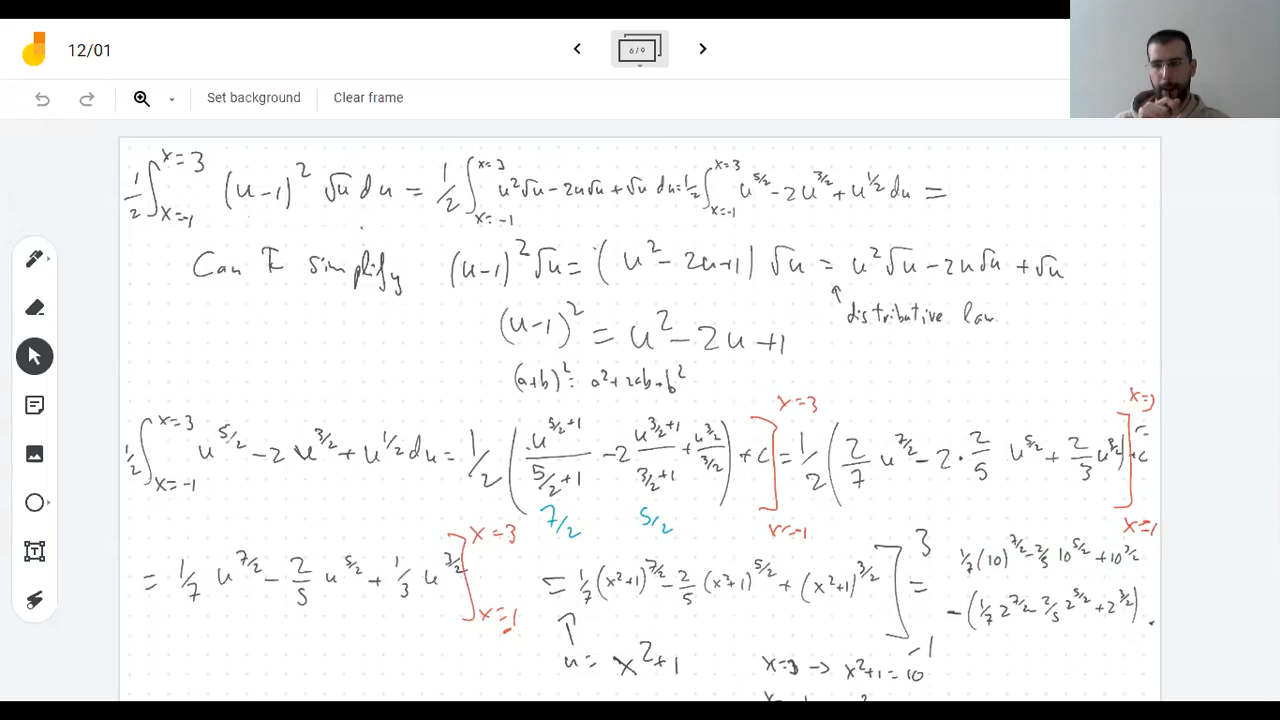 12/01
6/9
Set background
Clear frame
1/2 ∫_{x=-1}^{x=3} (u-1)^2 √u du = 1/2 ∫_{x=-1}^{x=3} u^2√u - 2u√u + √u du = 1/2 ∫_{x=-1}^{x=3} u^{5/2} - 2u^{3/2} + u^{1/2} du =
Can I simplify (u-1)^2 √u = (u^2 - 2u+1) √u = u^2√u - 2u√u + √u
↑ distributive law
(u-1)^2 = u^2 - 2u + 1
(a+b)^2 = a^2 + 2ab + b^2
1/2 ∫_{x=-1}^{x=3} u^{5/2} - 2u^{3/2} + u^{1/2} du = 1/2 ( u^{5/2+1}/(5/2+1) - 2 u^{3/2+1}/(3/2+1) + u^{3/2}/(3/2) ) + c ]_{x=-1}^{x=3} = 1/2 ( 2/7 u^{7/2} - 2·2/5 u^{5/2} + 2/3 u^{3/2} ) + c ]_{x=-1}^{x=3} =
7/2 5/2
= 1/7 u^{7/2} - 2/5 u^{5/2} + 1/3 u^{3/2} ]_{x=-1}^{x=3} = 1/7 (x^2+1)^{7/2} - 2/5 (x^2+1)^{5/2} + (x^2+1)^{3/2} ]_{-1}^{3} = 1/7 (10)^{7/2} - 2/5 10^{5/2} + 10^{3/2}
- (1/7 2^{7/2} - 2/5 2^{5/2} + 2^{3/2}).
↑
u = x^2+1
x=3 → x^2+1 = 10